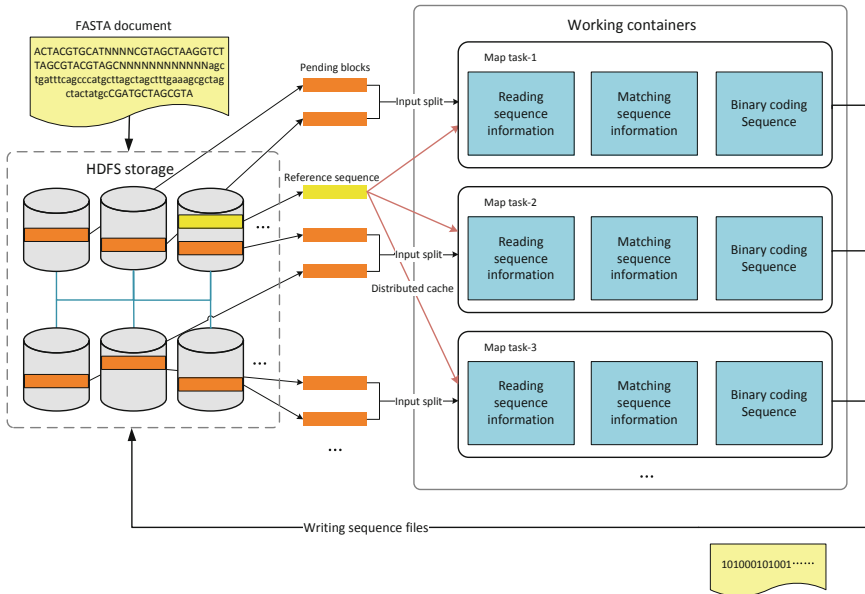 FASTA document
ACTACGTGCATNNNNCGTAGCTAAGGTCT
TAGCGTACGTAGCNNNNNNNNNNNNNagc
tgatttcagcccatgcttagctagctttgaaagcgctag
ctactatgcCGATGCTAGCGTA
HDFS storage
...
...
Pending blocks
Reference sequence
...
Input split
Input split
Distributed cache
Input split
Working containers
Map task-1
Reading
sequence
information
Matching
sequence
information
Binary coding
Sequence
Map task-2
Reading
sequence
information
Matching
sequence
information
Binary coding
Sequence
Map task-3
Reading
sequence
information
Matching
sequence
information
Binary coding
Sequence
...
Writing sequence files
101000101001……